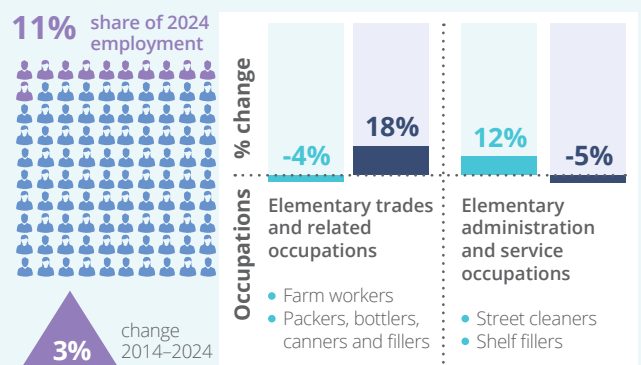 11% share of 2024
employment
3%
change
2014–2024
% change
-4%
18%
12%
-5%
Occupations
Elementary trades
and related
occupations
Farm workers
Packers, bottlers,
canners and fillers
Elementary
administration
and service
occupations
Street cleaners
Shelf fillers